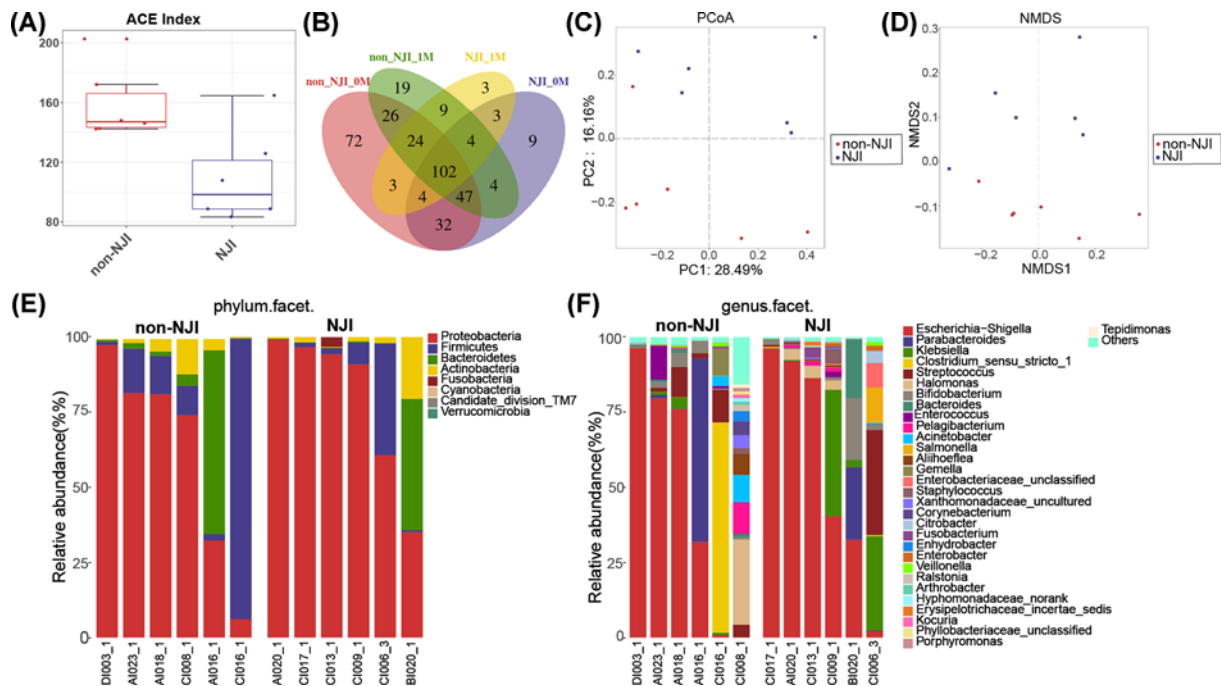 (A)
ACE Index
200
160
120
80
non-NJI
NJI
(B)
non_NJI_0M
non_NJI_1M
NJI_1M
NJI_0M
19
3
26
9
3
72
24
4
9
102
3
4
47
4
32
(C)
PCoA
PC2 : 16.16%
0.2
0.0
−0.2
−0.2
0.0
0.2
0.4
PC1: 28.49%
non-NJI
NJI
(D)
NMDS
NMDS2
0.3
0.2
0.1
0.0
−0.1
−0.2
0.0
0.2
NMDS1
non-NJI
NJI
(E)
phylum.facet.
non-NJI
NJI
Relative abundance(%%)
100
75
50
25
0
DI003_1
AI023_1
AI018_1
CI008_1
AI016_1
CI016_1
AI020_1
CI017_1
CI013_1
CI009_1
CI006_3
BI020_1
Proteobacteria
Firmicutes
Bacteroidetes
Actinobacteria
Fusobacteria
Cyanobacteria
Candidate_division_TM7
Verrucomicrobia
(F)
genus.facet.
non-NJI
NJI
Relative abundance(%%)
100
75
50
25
0
DI003_1
AI023_1
AI018_1
AI016_1
CI016_1
CI008_1
CI017_1
AI020_1
CI013_1
CI009_1
BI020_1
CI006_3
Escherichia−Shigella
Parabacteroides
Klebsiella
Clostridium_sensu_stricto_1
Streptococcus
Halomonas
Bifidobacterium
Bacteroides
Enterococcus
Pelagibacterium
Acinetobacter
Salmonella
Aliihoeflea
Gemella
Enterobacteriaceae_unclassified
Staphylococcus
Xanthomonadaceae_uncultured
Corynebacterium
Citrobacter
Fusobacterium
Enhydrobacter
Enterobacter
Veillonella
Ralstonia
Arthrobacter
Hyphomonadaceae_norank
Erysipelotrichaceae_incertae_sedis
Kocuria
Phyllobacteriaceae_unclassified
Porphyromonas
Tepidimonas
Others